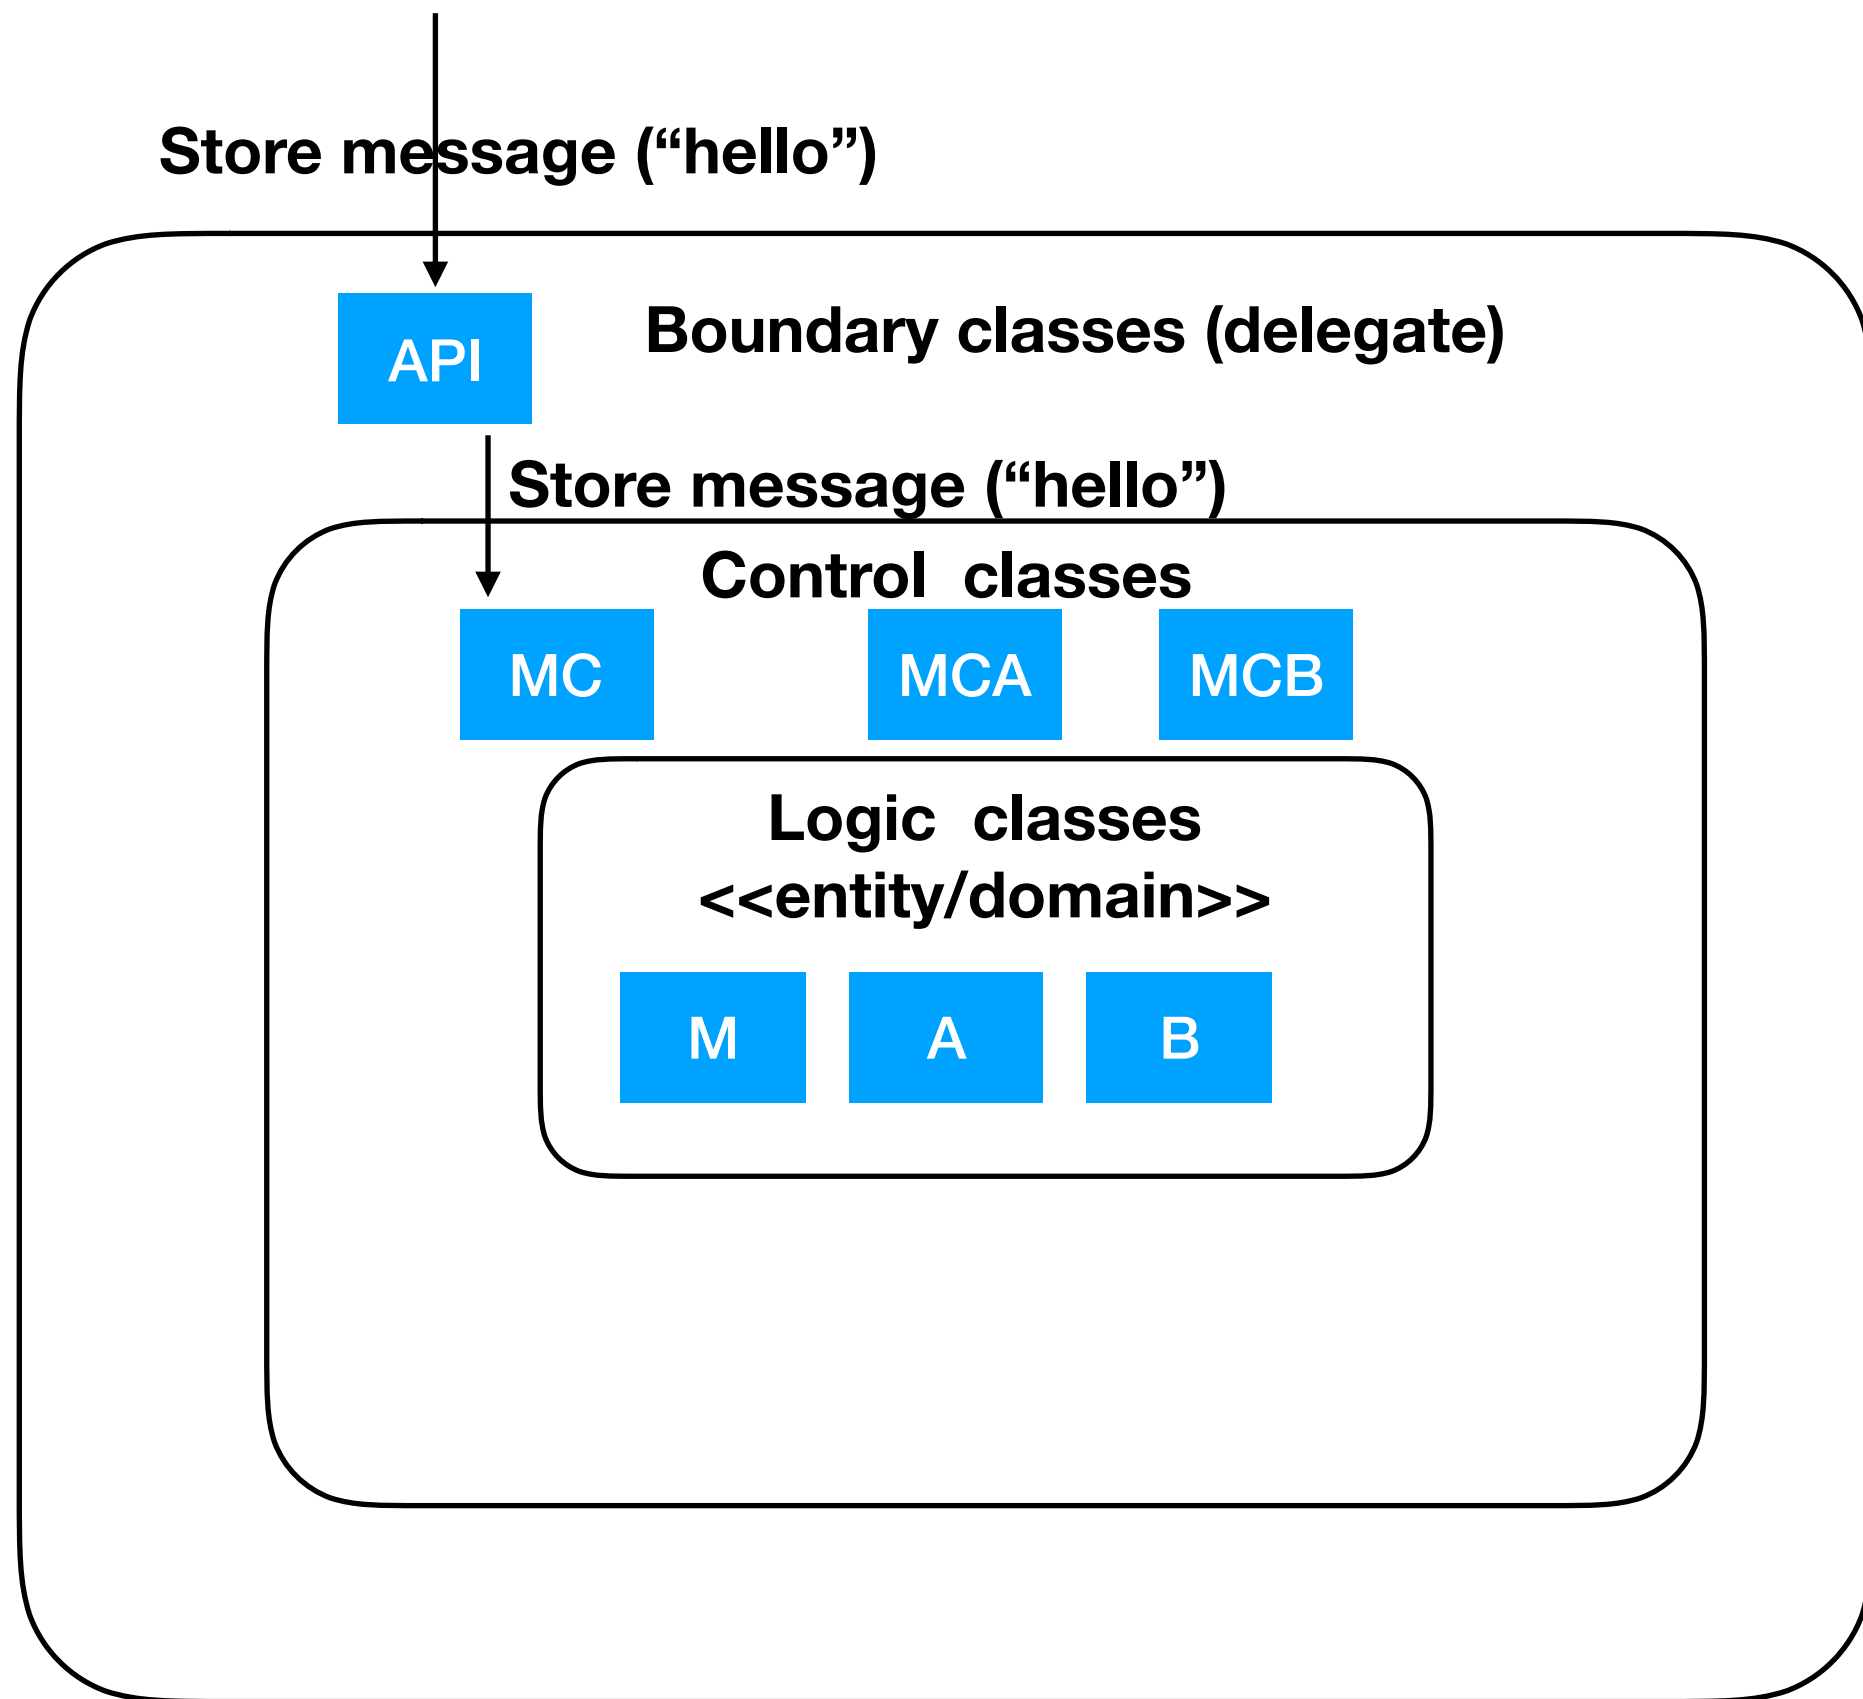 Store message (“hello”)
Boundary classes (delegate)
API
Store message (“hello”)
Control  classes
MC
MCA
MCB
Logic  classes
<<entity/domain>>
M
A
B